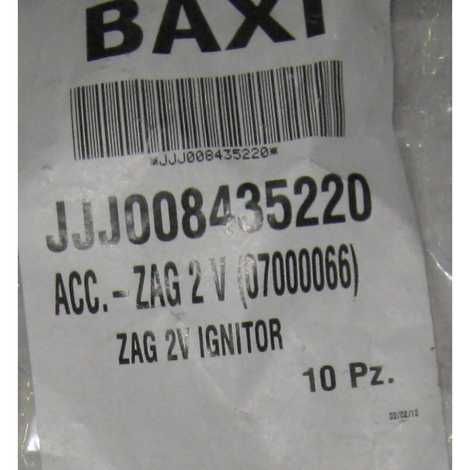 BAXI
*JJJ008435220*
JJJ008435220
ACC.-ZAG 2 V (07000066)
ZAG 2V IGNITOR
10 Pz.